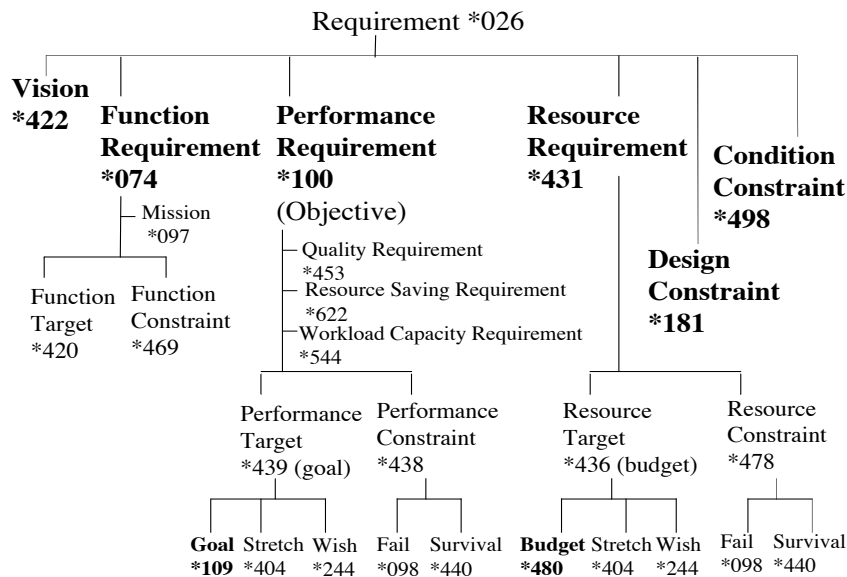 Requirement *026
Vision
*422
Function
Requirement
*074
Performance
Requirement
*100
(Objective)
Resource
Requirement
*431
Condition
Constraint
*498
Design
Constraint
*181
Mission
*097
Function
Target
*420
Function
Constraint
*469
Quality Requirement
*453
Resource Saving Requirement
*622
Workload Capacity Requirement
*544
Performance
Target
*439 (goal)
Performance
Constraint
*438
Resource
Target
*436 (budget)
Resource
Constraint
*478
Goal
*109
Stretch
*404
Wish
*244
Fail
*098
Survival
*440
Budget
*480
Stretch
*404
Wish
*244
Fail
*098
Survival
*440